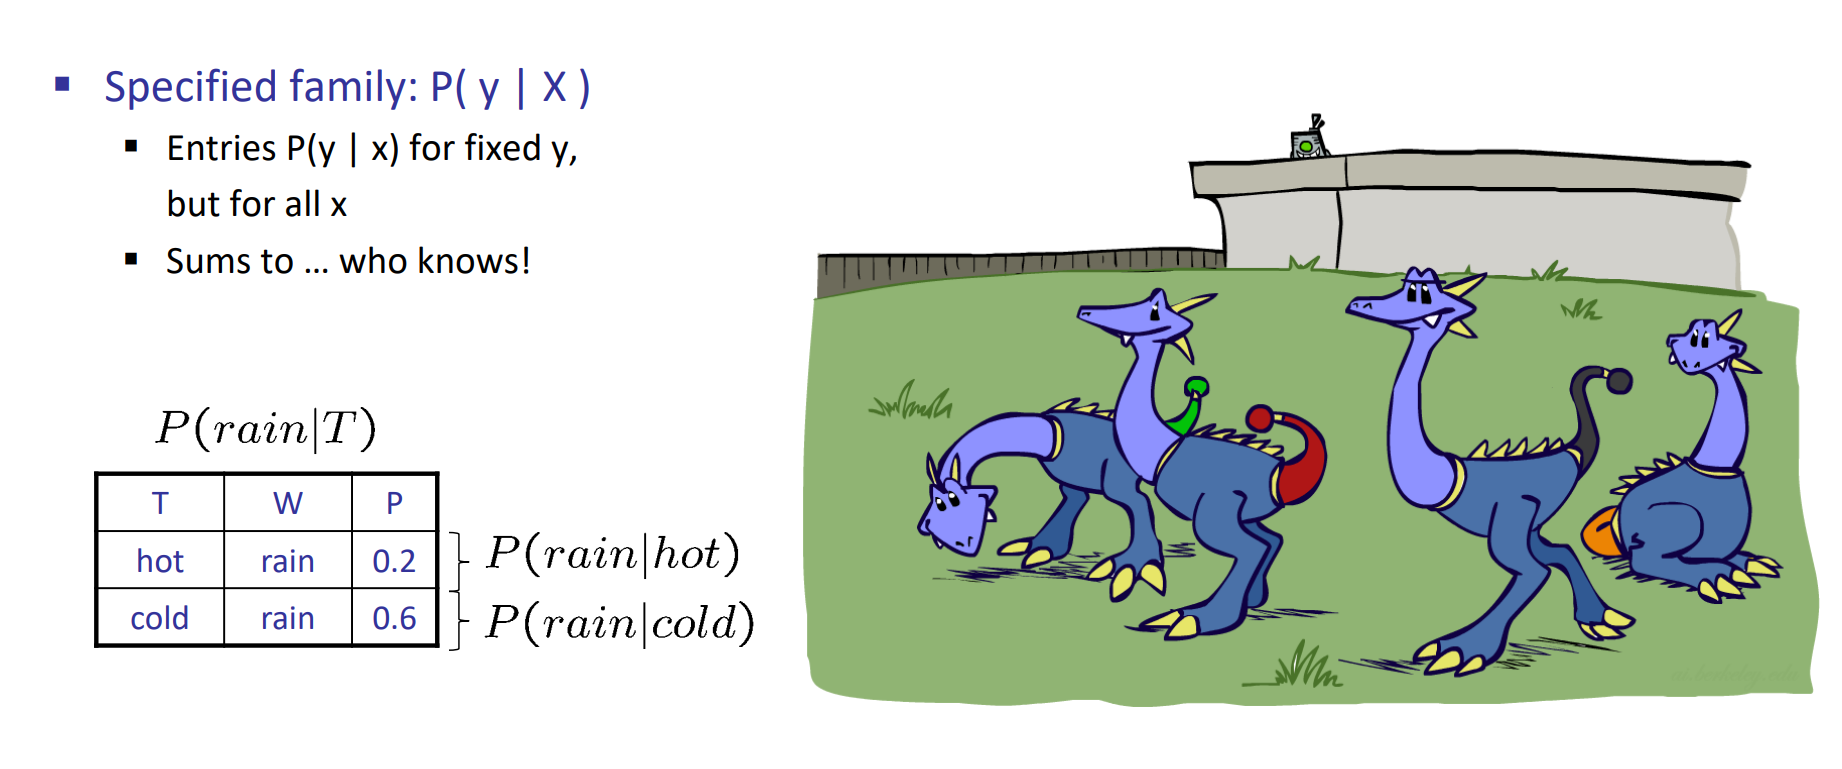 Specified family: P( y | X )
Entries P(y | x) for fixed y,
but for all x
Sums to ... who knows!
P(rain|T)
T W P
hot rain 0.2
cold rain 0.6
P(rain|hot)
P(rain|cold)